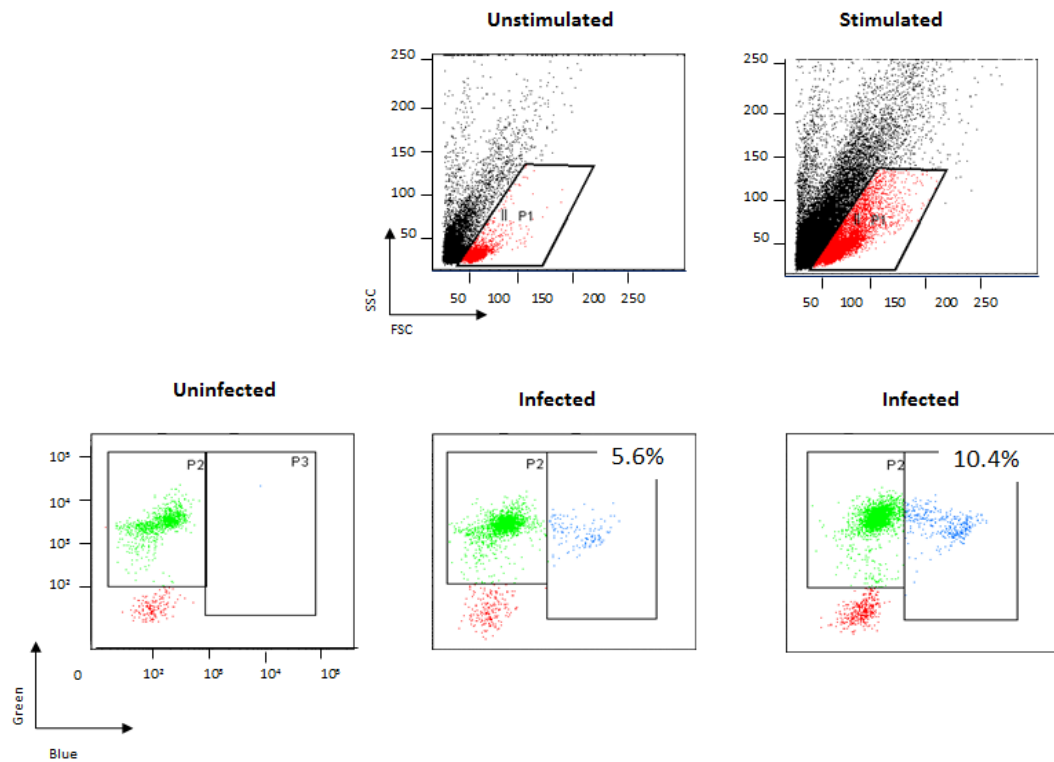 Unstimulated
Stimulated
250
200
150
100
50
P1
50 100 150 200 250
SSC
FSC
250
200
150
100
50
P1
50 100 150 200 250
Uninfected
Infected
Infected
10⁵
10⁴
10³
10²
P2
P3
0 10² 10³ 10⁴ 10⁵
Green
Blue
P2
5.6%
P2
10.4%